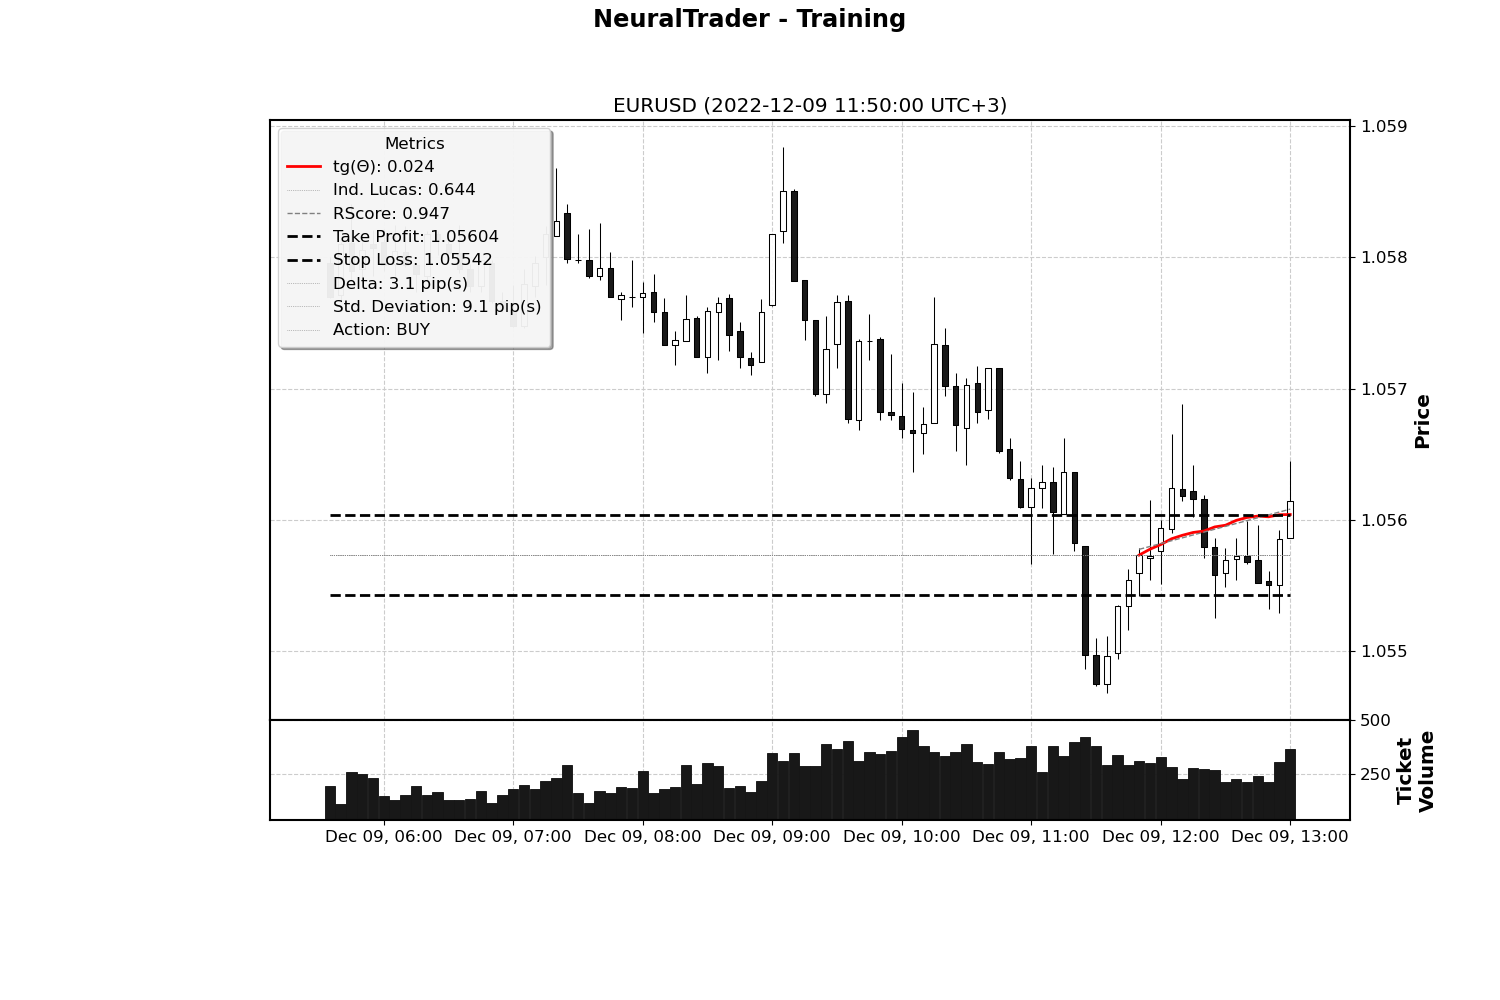 NeuralTrader - Training
EURUSD (2022-12-09 11:50:00 UTC+3)
Metrics
tg(Θ): 0.024
Ind. Lucas: 0.644
RScore: 0.947
Take Profit: 1.05604
Stop Loss: 1.05542
Delta: 3.1 pip(s)
Std. Deviation: 9.1 pip(s)
Action: BUY
1.059
1.058
1.057
1.056
1.055
Price
500
250
Ticket
Volume
Dec 09, 06:00
Dec 09, 07:00
Dec 09, 08:00
Dec 09, 09:00
Dec 09, 10:00
Dec 09, 11:00
Dec 09, 12:00
Dec 09, 13:00